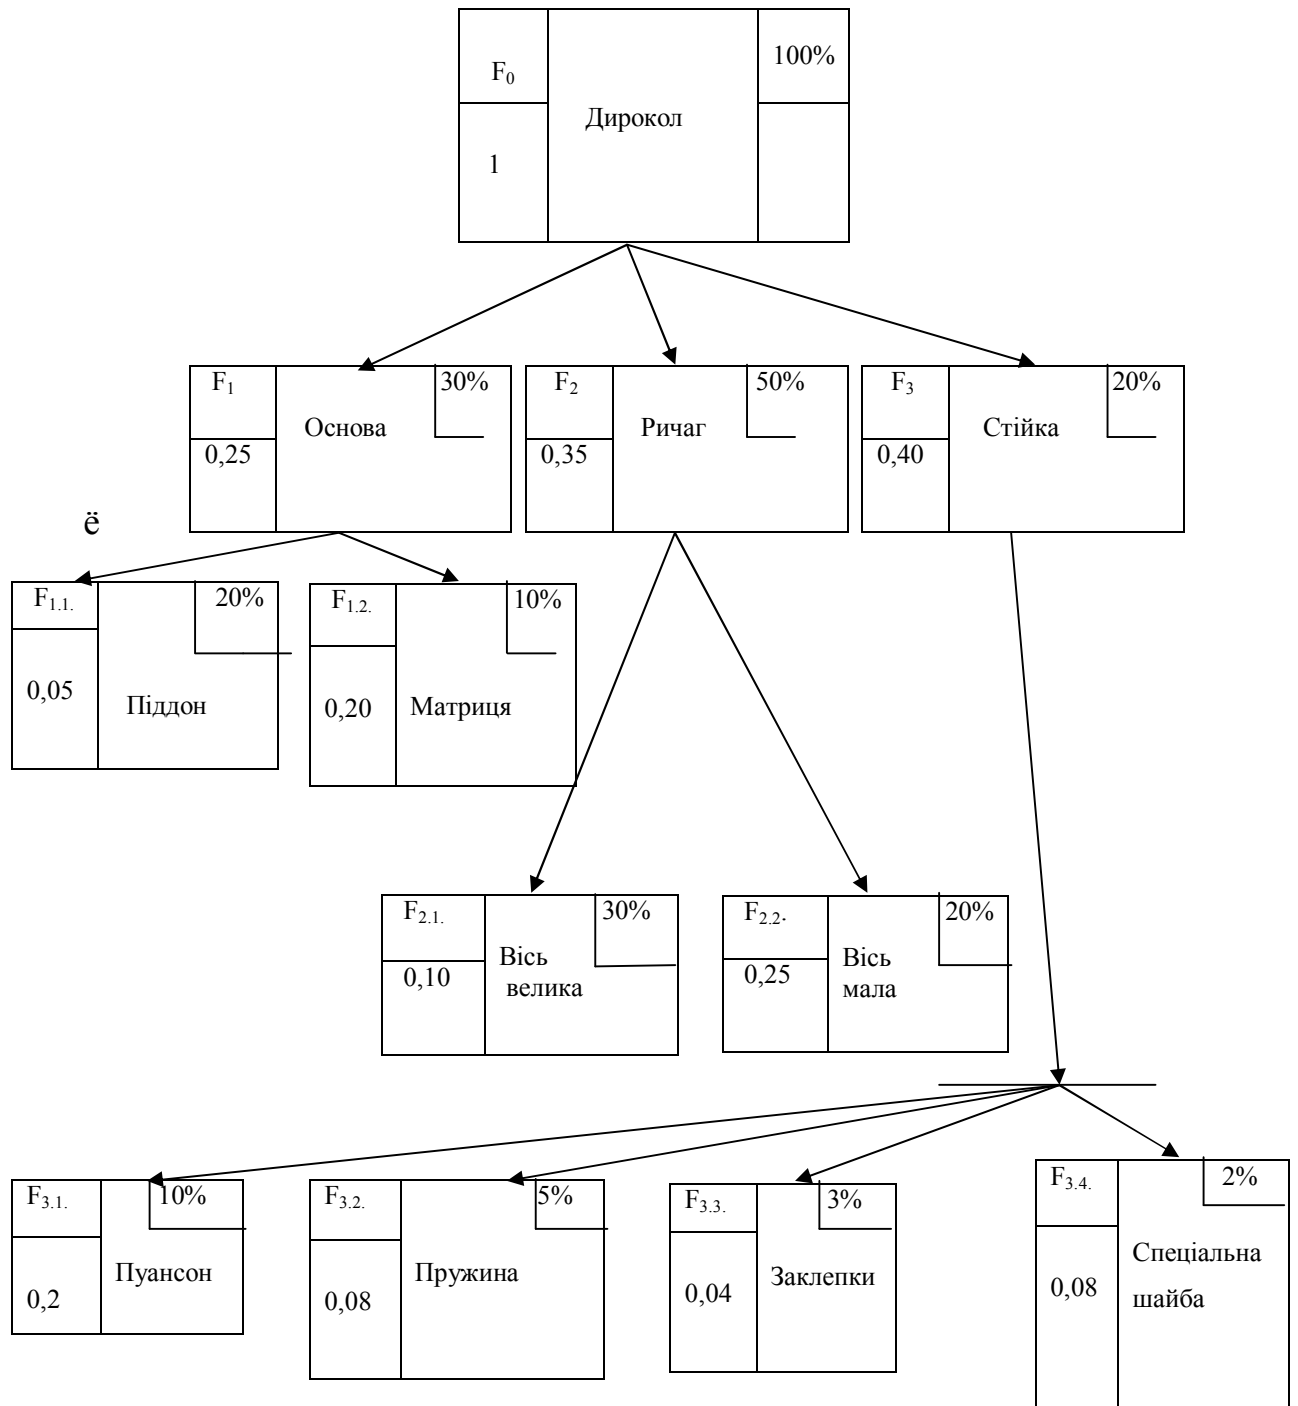 F₀
100%
Дирокол
1
F₁
30%
Основа
0,25
F₂
50%
Ричаг
0,35
F₃
20%
Стійка
0,40
ё
F₁.₁.
20%
0,05
Піддон
F₁.₂.
10%
0,20
Матриця
F₂.₁.
30%
Вісь
велика
0,10
F₂.₂.
20%
Вісь
мала
0,25
F₃.₁.
10%
Пуансон
0,2
F₃.₂.
5%
Пружина
0,08
F₃.₃.
3%
Заклепки
0,04
F₃.₄.
2%
Спеціальна
шайба
0,08